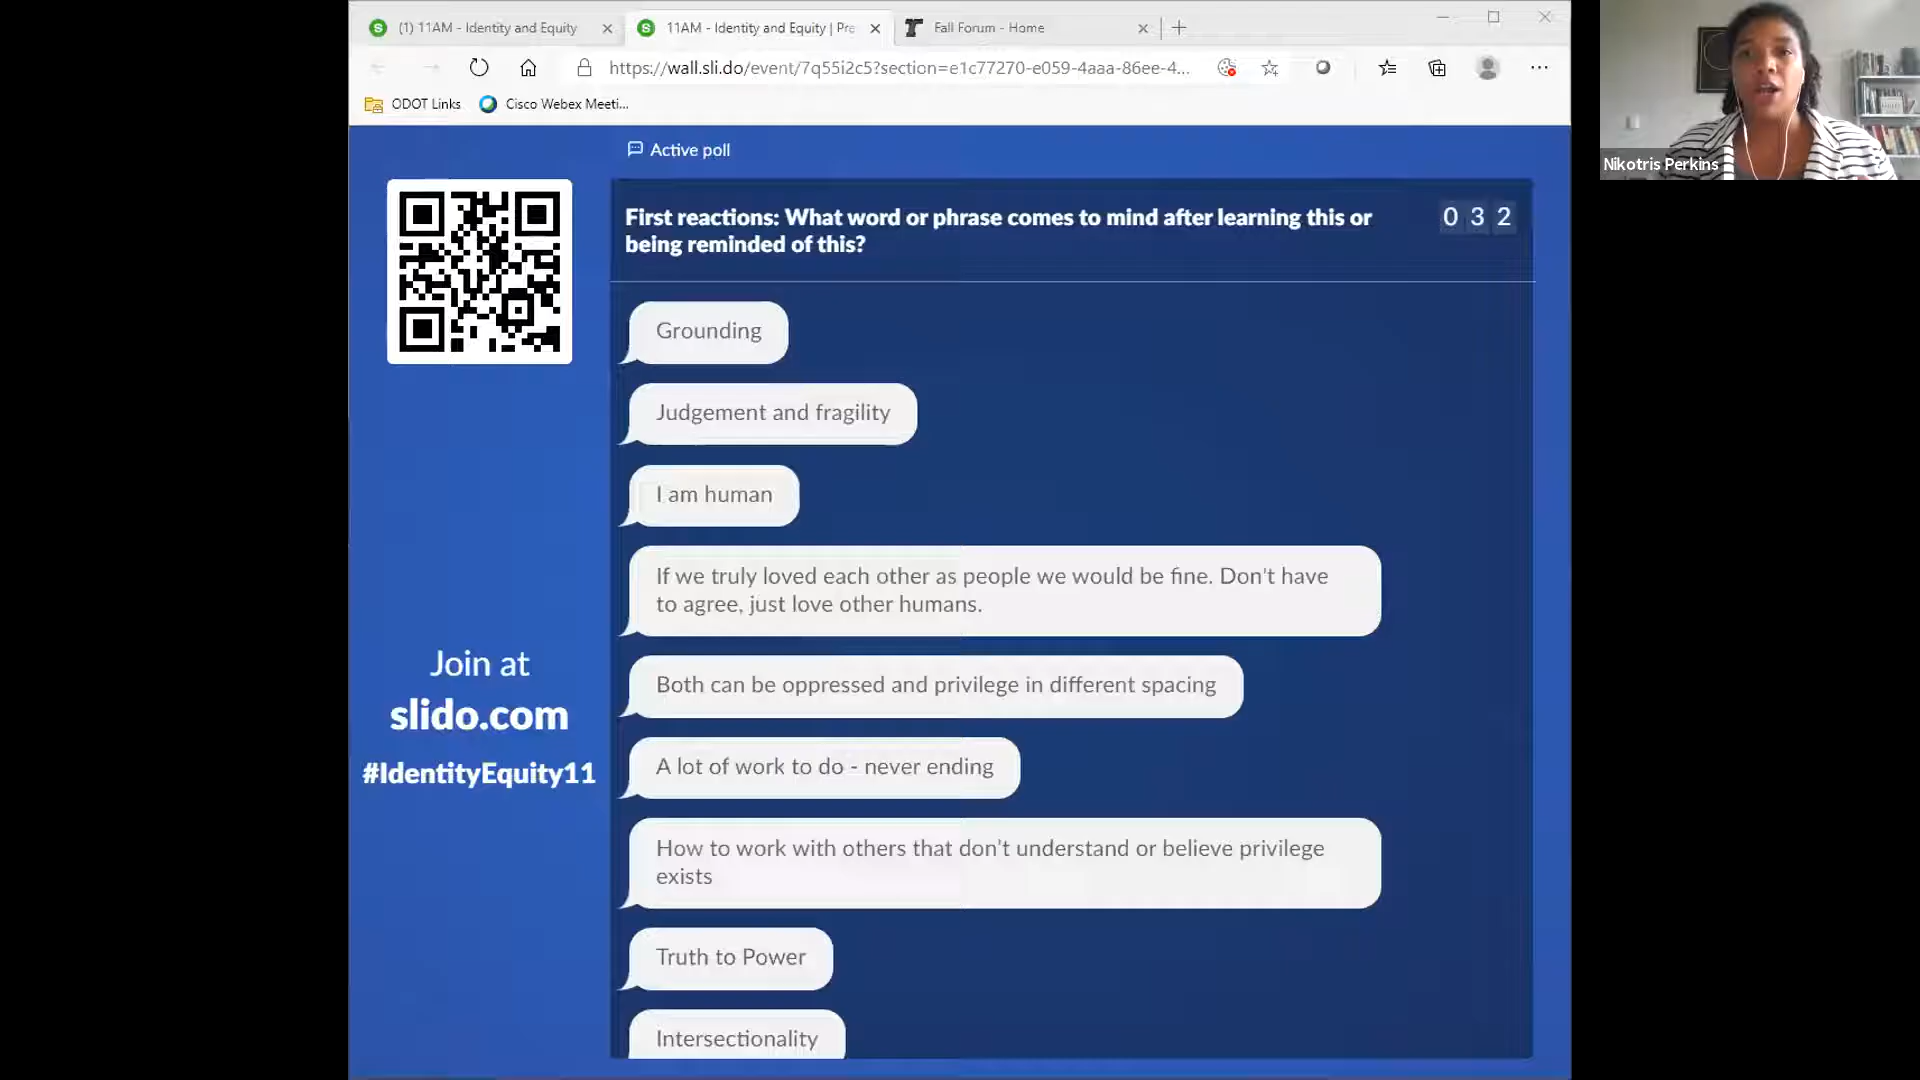 (1) 11AM - Identity and Equity
11AM - Identity and Equity | Pre
Fall Forum - Home
https://wall.sli.do/event/7q55i2c5?section=e1c77270-e059-4aaa-86ee-4...
ODOT Links
Cisco Webex Meeti...
Nikotris Perkins
Active poll
First reactions: What word or phrase comes to mind after learning this or
being reminded of this?
0 3 2
Grounding
Judgement and fragility
I am human
If we truly loved each other as people we would be fine. Don't have
to agree, just love other humans.
Both can be oppressed and privilege in different spacing
A lot of work to do - never ending
How to work with others that don't understand or believe privilege
exists
Truth to Power
Intersectionality
Join at
slido.com
#IdentityEquity11